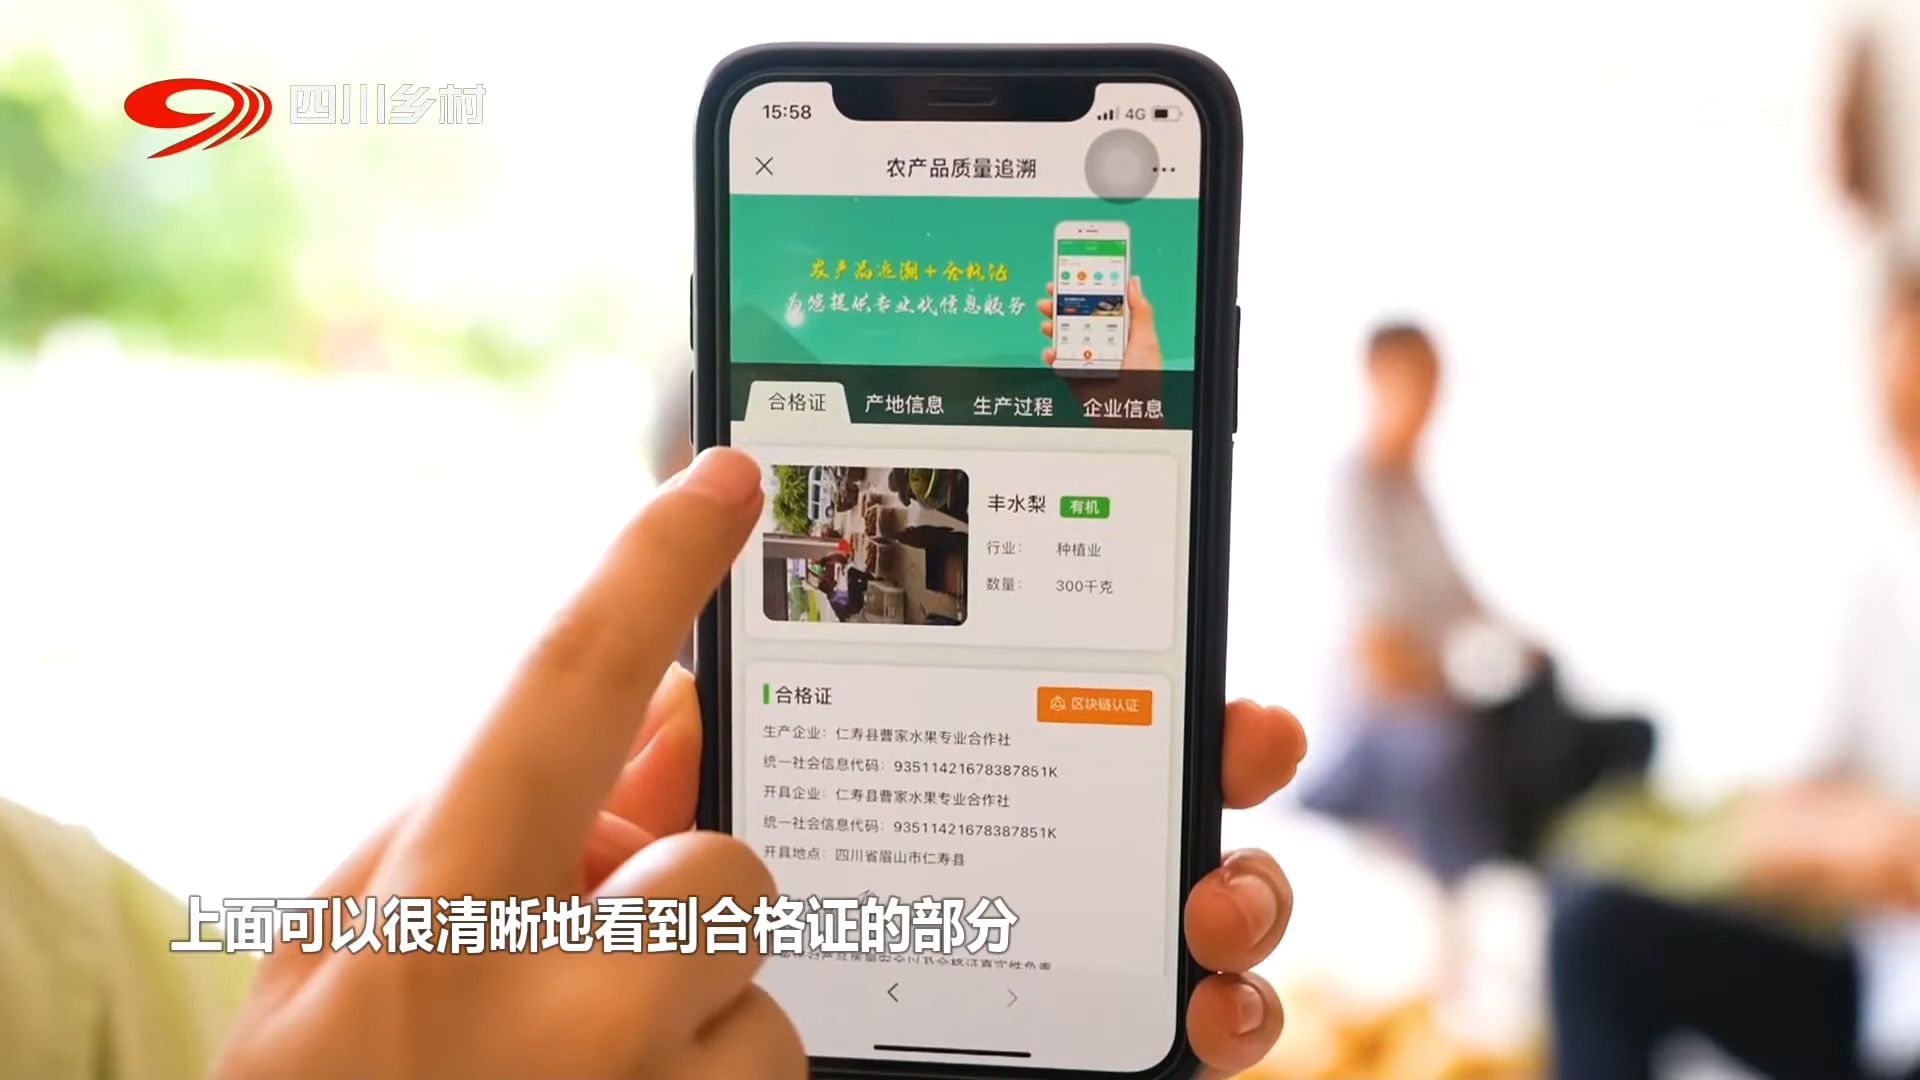 四川乡村
15:58
4G
农产品质量追溯
农产品追溯+合格证
为您提供专业化信息服务
合格证 产地信息 生产过程 企业信息
丰水梨 有机
行业: 种植业
数量: 300千克
合格证 区块链认证
生产企业: 仁寿县曹家水果专业合作社
统一社会信息代码: 93511421678387851K
开具企业: 仁寿县曹家水果专业合作社
统一社会信息代码: 93511421678387851K
开具地点: 四川省眉山市仁寿县
上面可以很清晰地看到合格证的部分